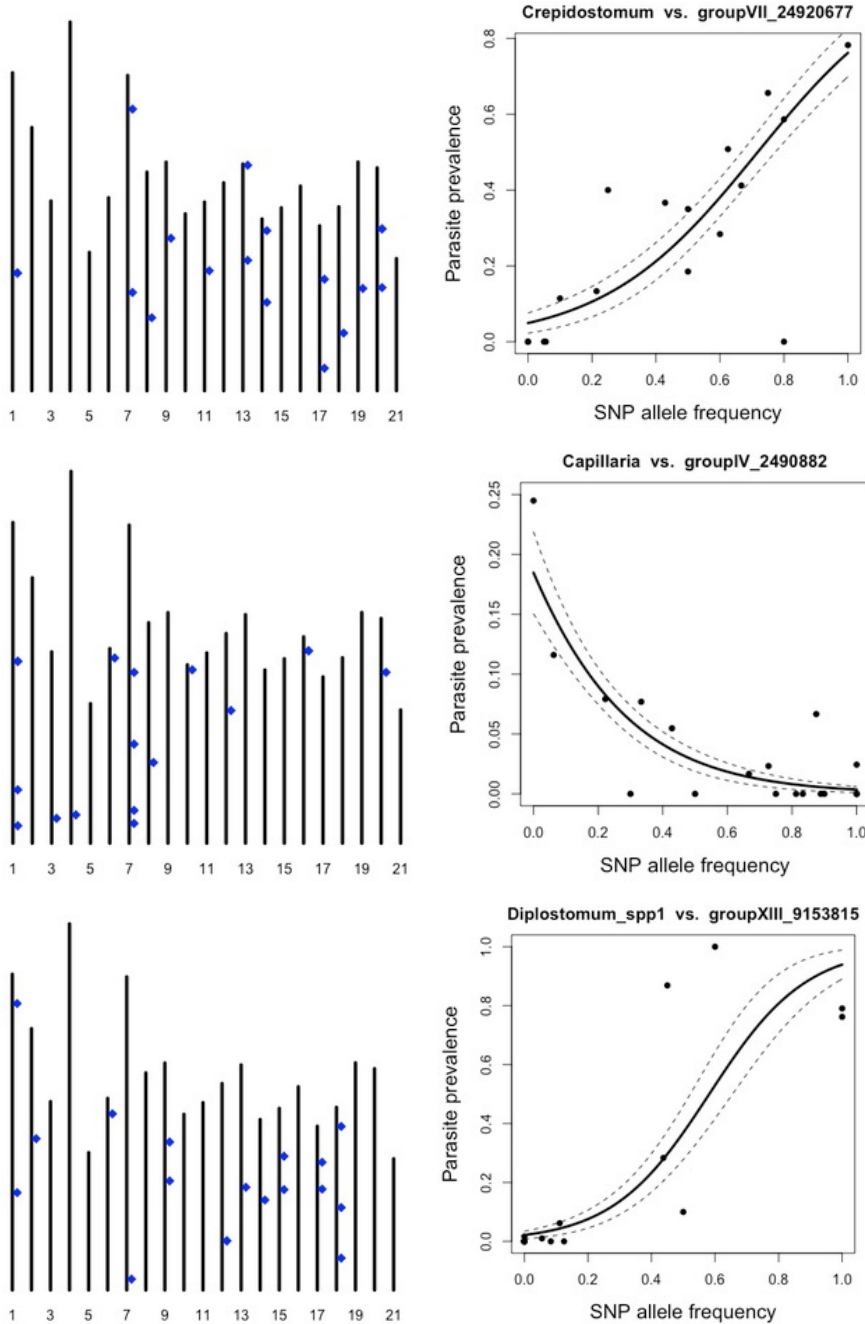 Crepidostomum vs. groupVII_24920677
Parasite prevalence
0.8
0.6
0.4
0.2
0.0
0.0 0.2 0.4 0.6 0.8 1.0
SNP allele frequency
1 3 5 7 9 11 13 15 17 19 21
Capillaria vs. groupIV_2490882
Parasite prevalence
0.25
0.20
0.15
0.10
0.05
0.00
0.0 0.2 0.4 0.6 0.8 1.0
SNP allele frequency
1 3 5 7 9 11 13 15 17 19 21
Diplostomum_spp1 vs. groupXIII_9153815
Parasite prevalence
1.0
0.8
0.6
0.4
0.2
0.0
0.0 0.2 0.4 0.6 0.8 1.0
SNP allele frequency
1 3 5 7 9 11 13 15 17 19 21